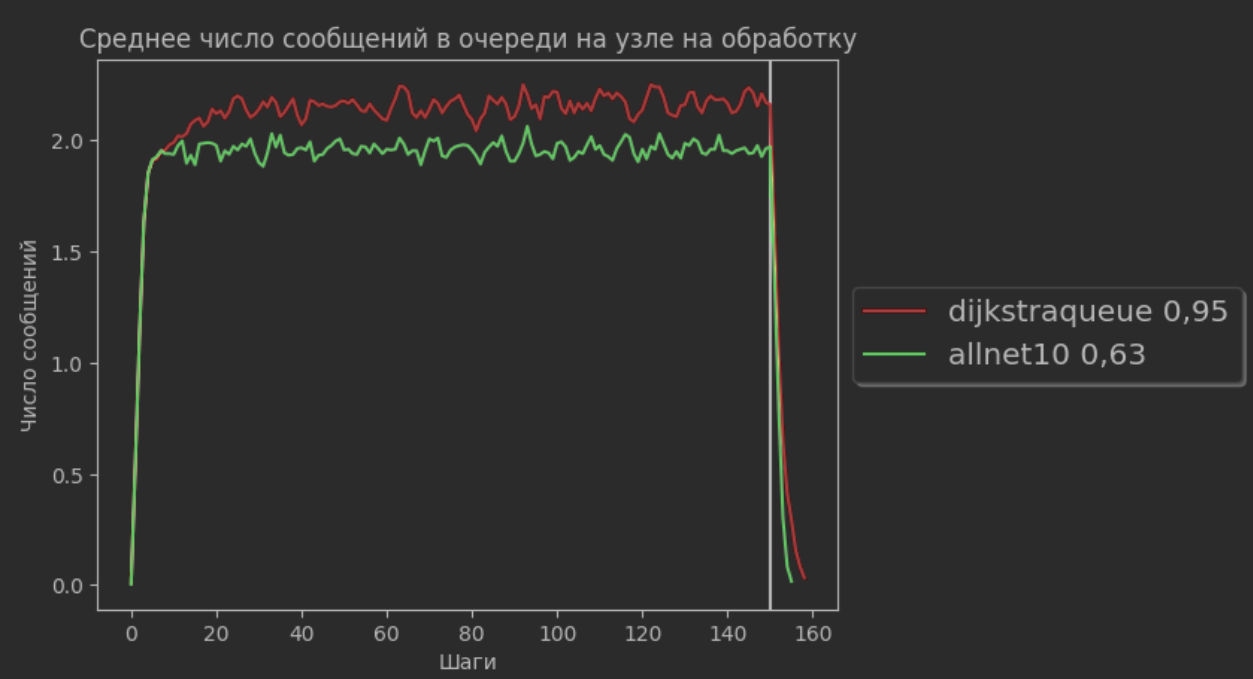 Среднее число сообщений в очереди на узле на обработку
2.0
1.5
1.0
0.5
0.0
Число сообщений
0 20 40 60 80 100 120 140 160
Шаги
dijkstraqueue 0,95
allnet10 0,63